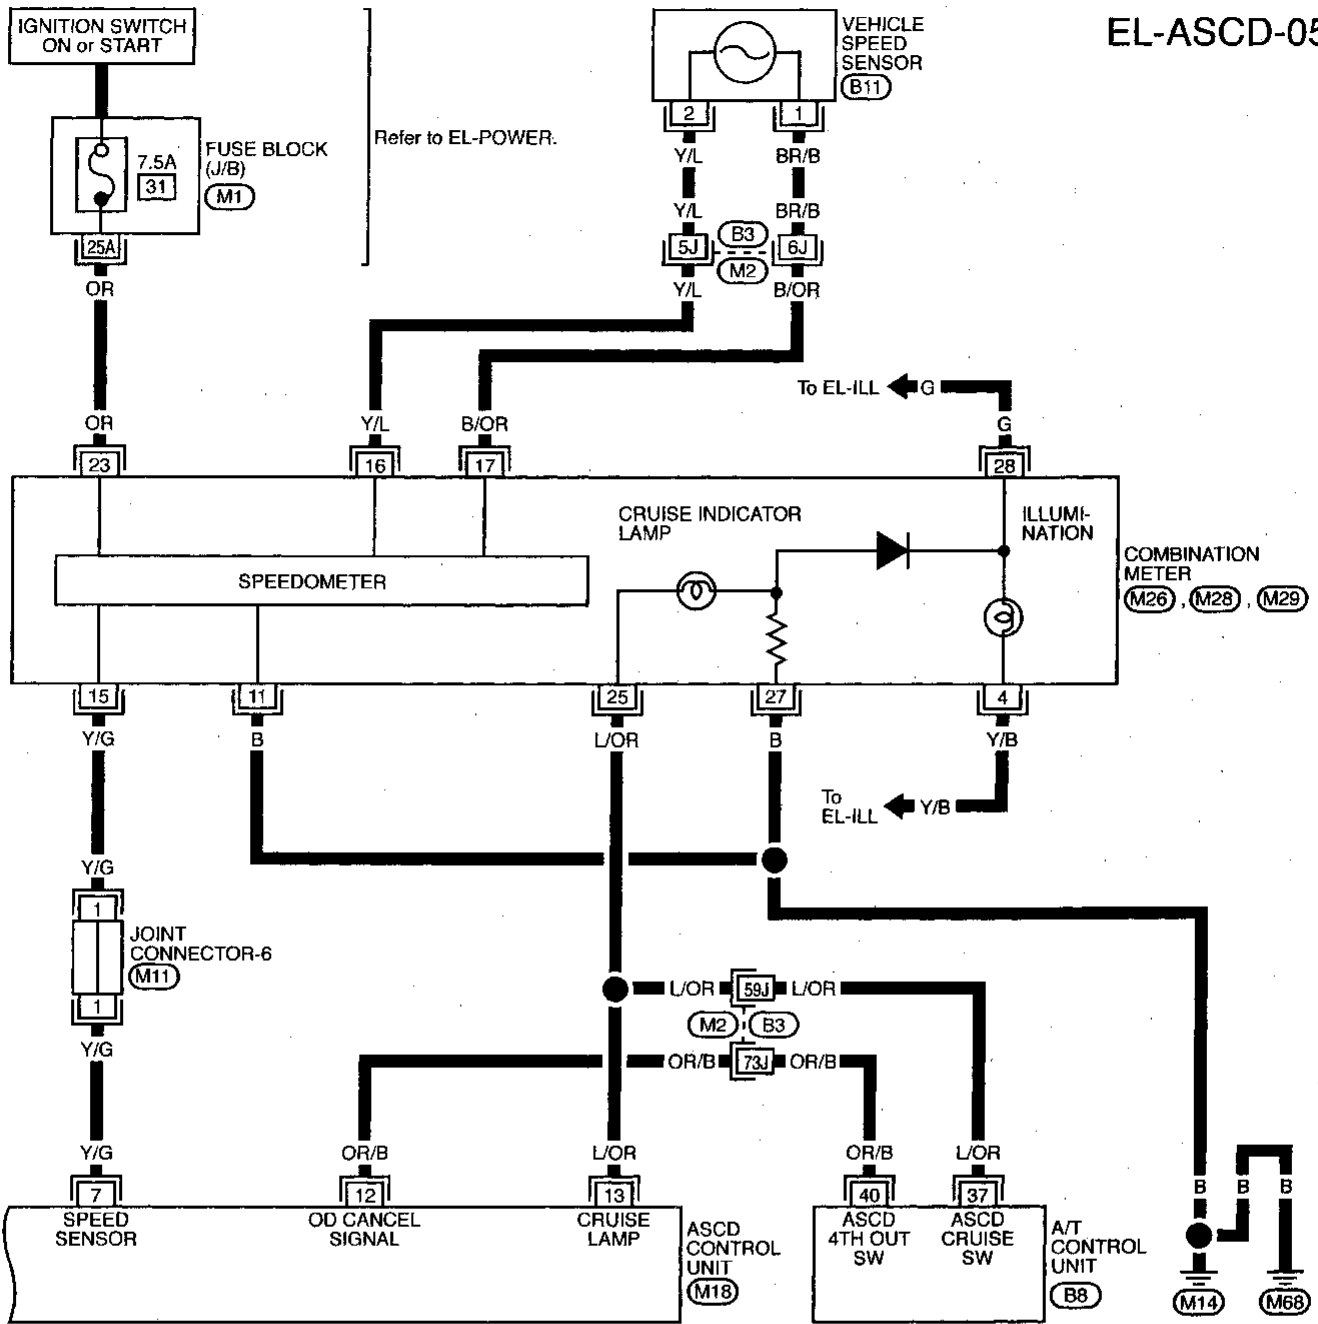 EL-ASCD-05
IGNITION SWITCH
ON or START
VEHICLE
SPEED
SENSOR
B11
2
1
Refer to EL-POWER.
7.5A
31
FUSE BLOCK
(J/B)
M1
Y/L
BR/B
Y/L
BR/B
25A
5J
B3
6J
M2
OR
Y/L
B/OR
To EL-ILL
G
OR
Y/L
B/OR
G
23
16
17
28
CRUISE INDICATOR
LAMP
ILLUMI-
NATION
SPEEDOMETER
COMBINATION
METER
M26 , M28 , M29
15
11
25
27
4
Y/G
B
L/OR
B
Y/B
To
EL-ILL
Y/B
Y/G
1
JOINT
CONNECTOR-6
M11
1
L/OR
59J
L/OR
M2
B3
Y/G
OR/B
73J
OR/B
Y/G
OR/B
L/OR
OR/B
L/OR
B
B
B
7
12
13
40
37
SPEED
SENSOR
OD CANCEL
SIGNAL
CRUISE
LAMP
ASCD
CONTROL
UNIT
M18
ASCD
4TH OUT
SW
ASCD
CRUISE
SW
A/T
CONTROL
UNIT
B8
M14
M68